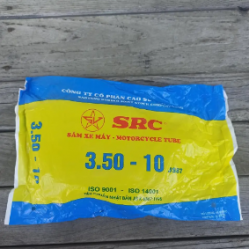 CÔNG TY CỔ PHẦN CAO
SRC
SĂM XE MÁY - MOTORCYCLE TUBE
3.50 - 10
3.50 - 10
ISO 9001 - ISO 14001